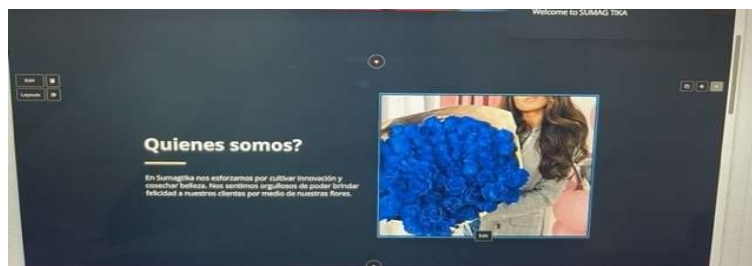 Welcome to SUMAG TIKA
Edit
Layouts
Quienes somos?
En Sumagtika nos esforzamos por cultivar innovación y
cosechar belleza. Nos sentimos orgullosos de poder brindar
felicidad a nuestros clientes por medio de nuestras flores.
Edit